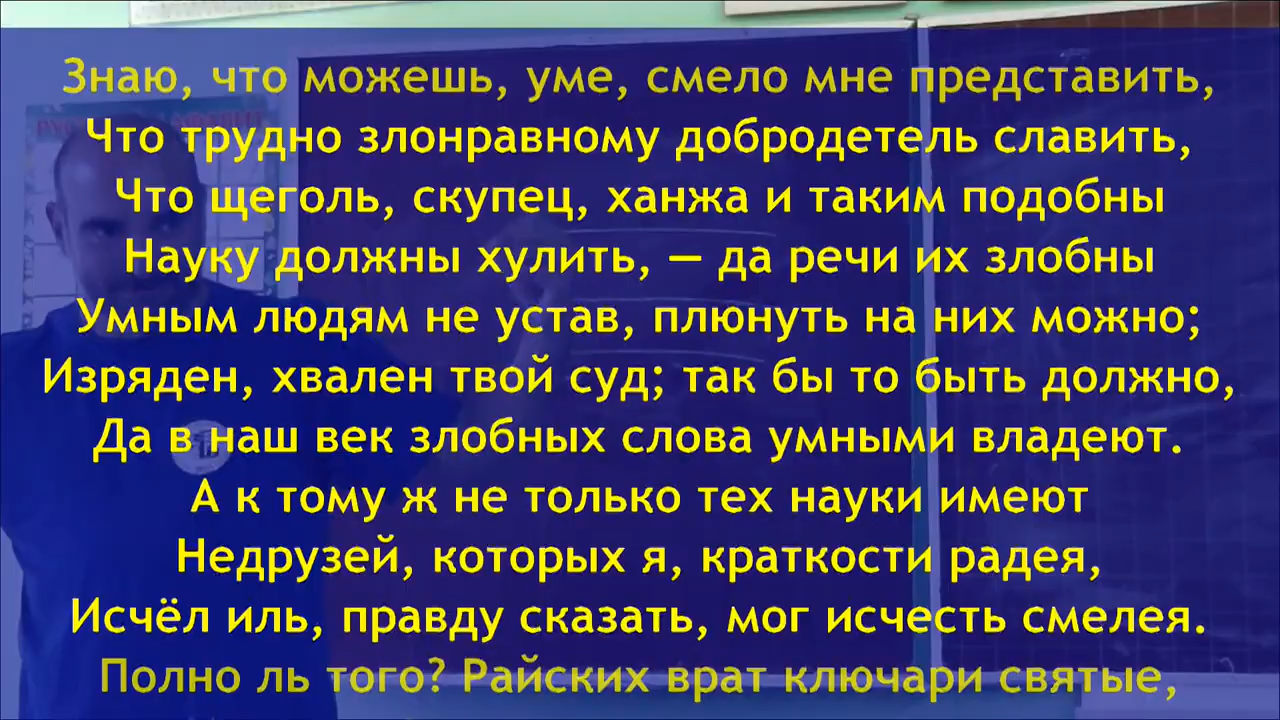 Знаю, что можешь, уме, смело мне представить,
Что трудно злонравному добродетель славить,
Что щеголь, скупец, ханжа и таким подобны
Науку должны хулить, — да речи их злобны
Умным людям не устав, плюнуть на них можно;
Изряден, хвален твой суд; так бы то быть должно,
Да в наш век злобных слова умными владеют.
А к тому ж не только тех науки имеют
Недрузей, которых я, краткости радея,
Исчёл иль, правду сказать, мог исчесть смелея.
Полно ль того? Райских врат ключари святые,